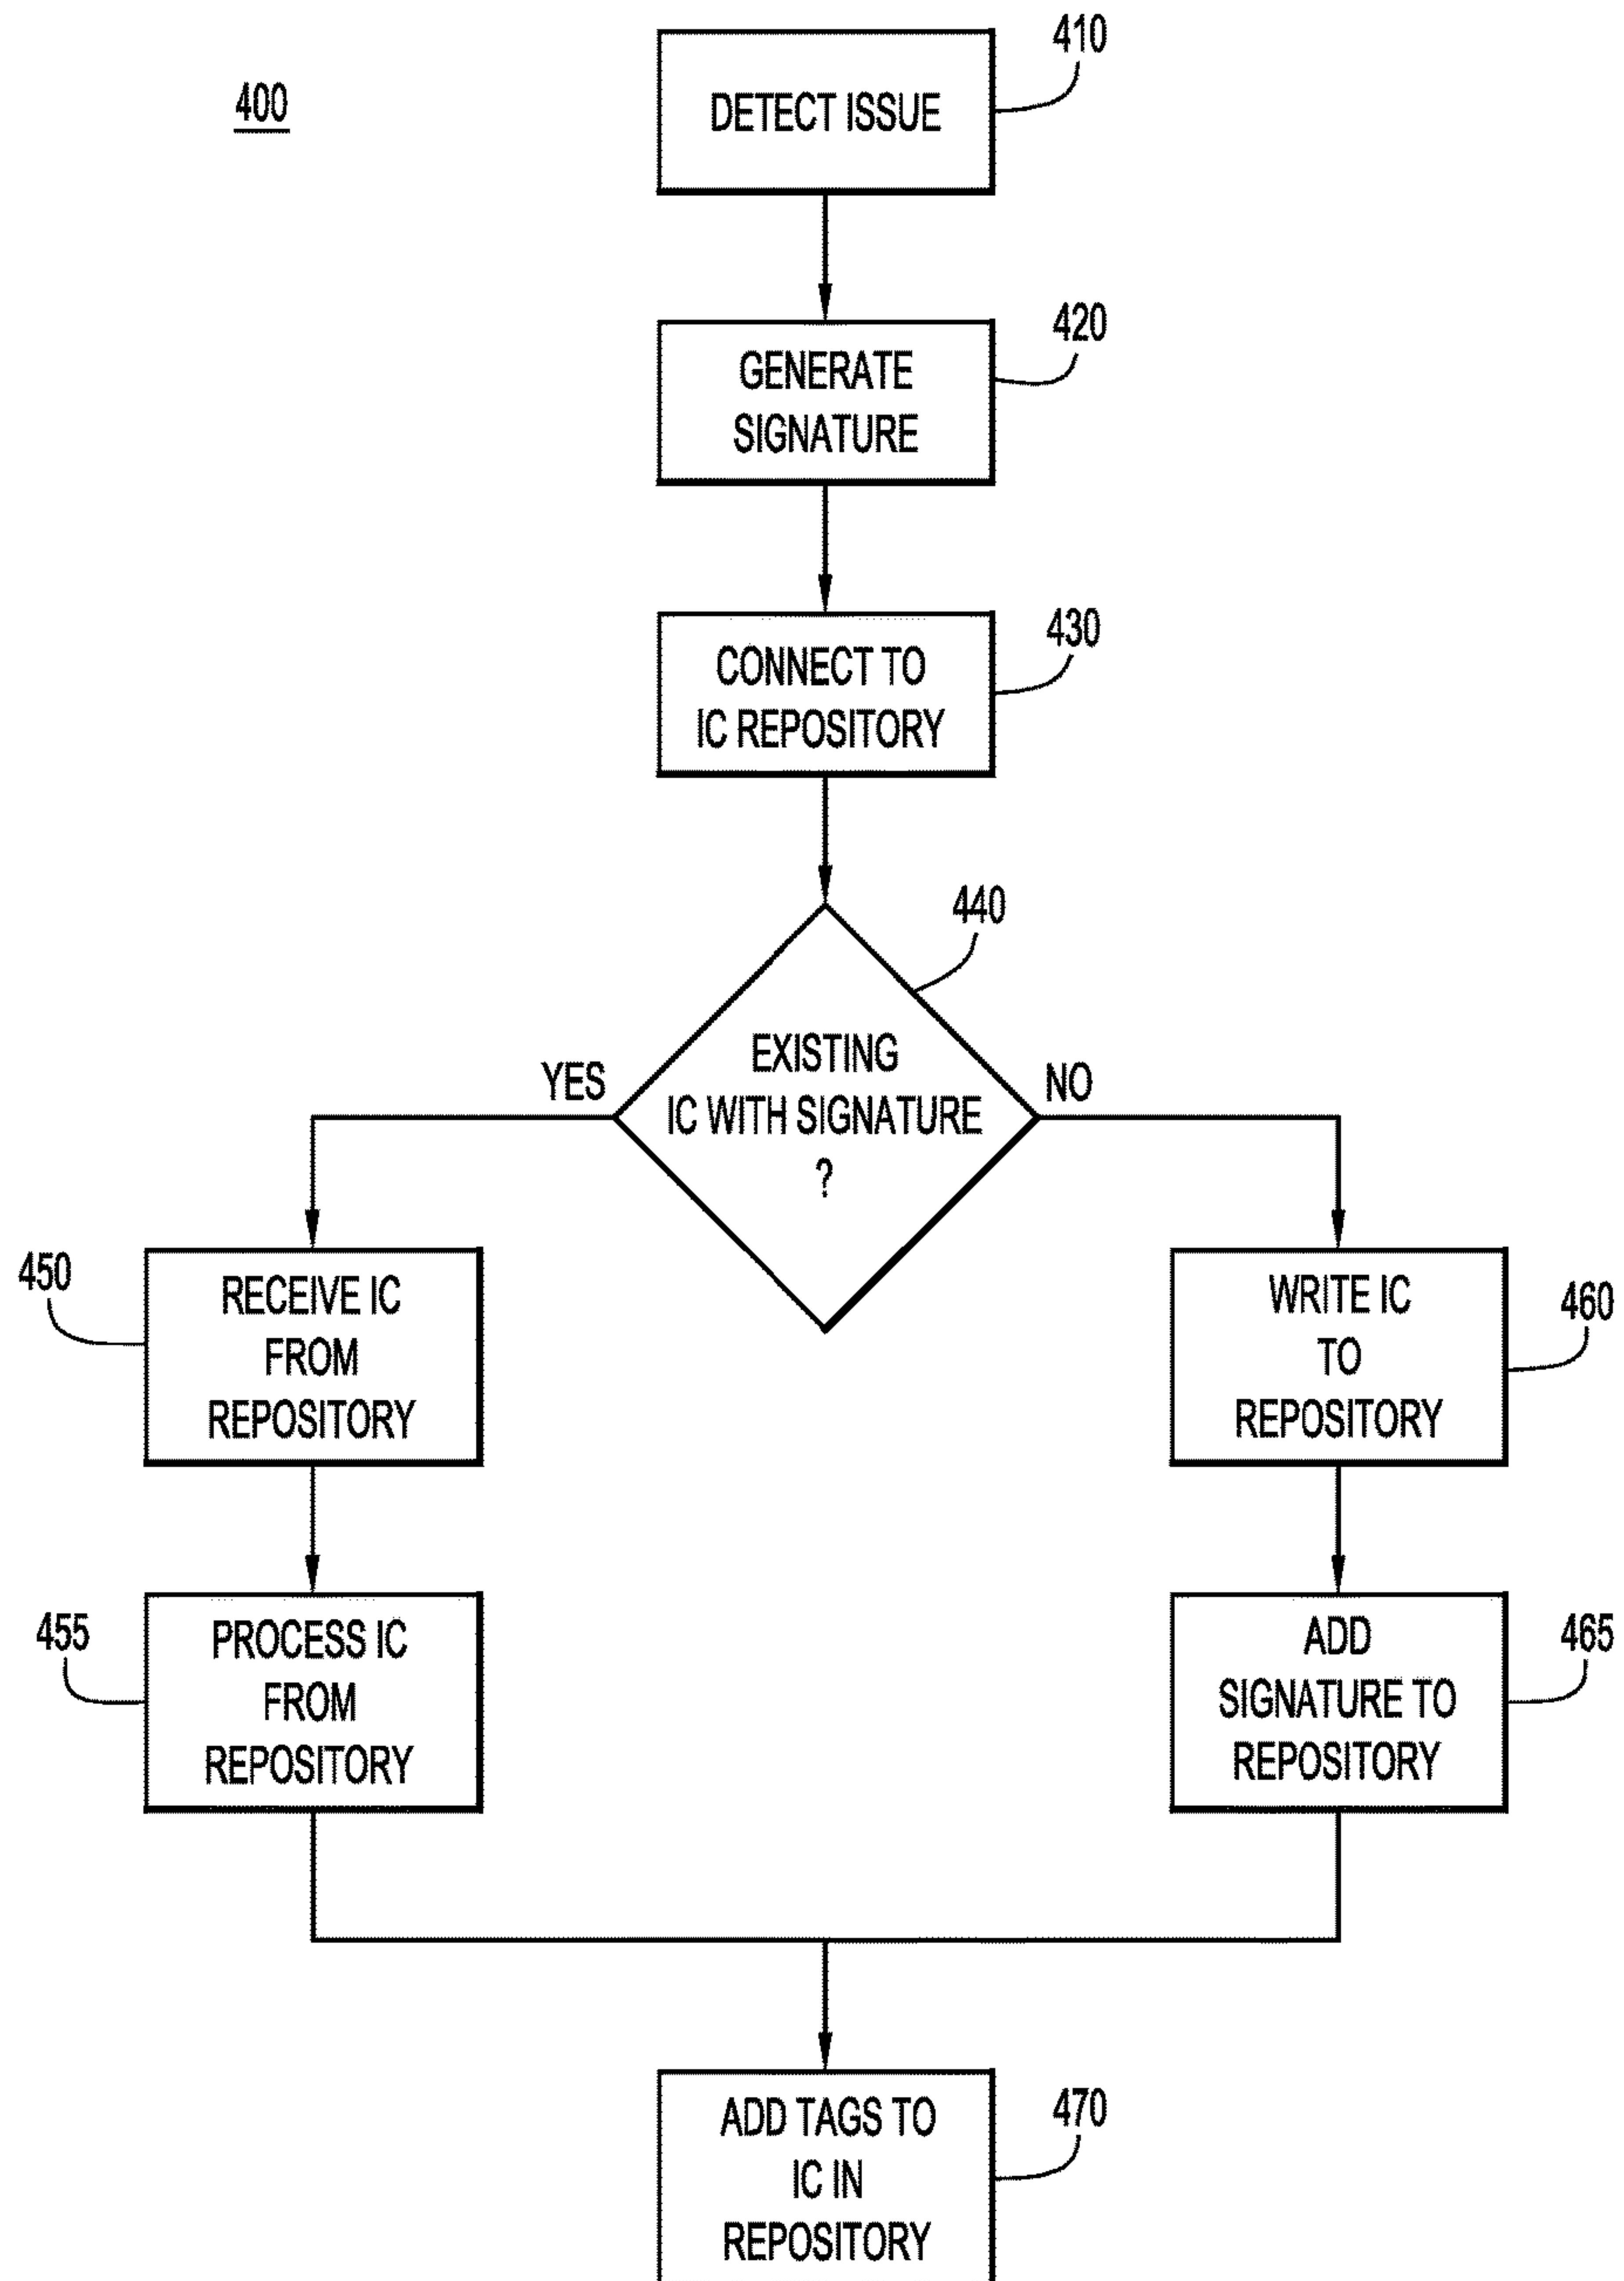 400
410
DETECT ISSUE
420
GENERATE
SIGNATURE
430
CONNECT TO
IC REPOSITORY
440
EXISTING
IC WITH SIGNATURE
?
YES
NO
450
RECEIVE IC
FROM
REPOSITORY
460
WRITE IC
TO
REPOSITORY
455
PROCESS IC
FROM
REPOSITORY
465
ADD
SIGNATURE TO
REPOSITORY
470
ADD TAGS TO
IC IN
REPOSITORY